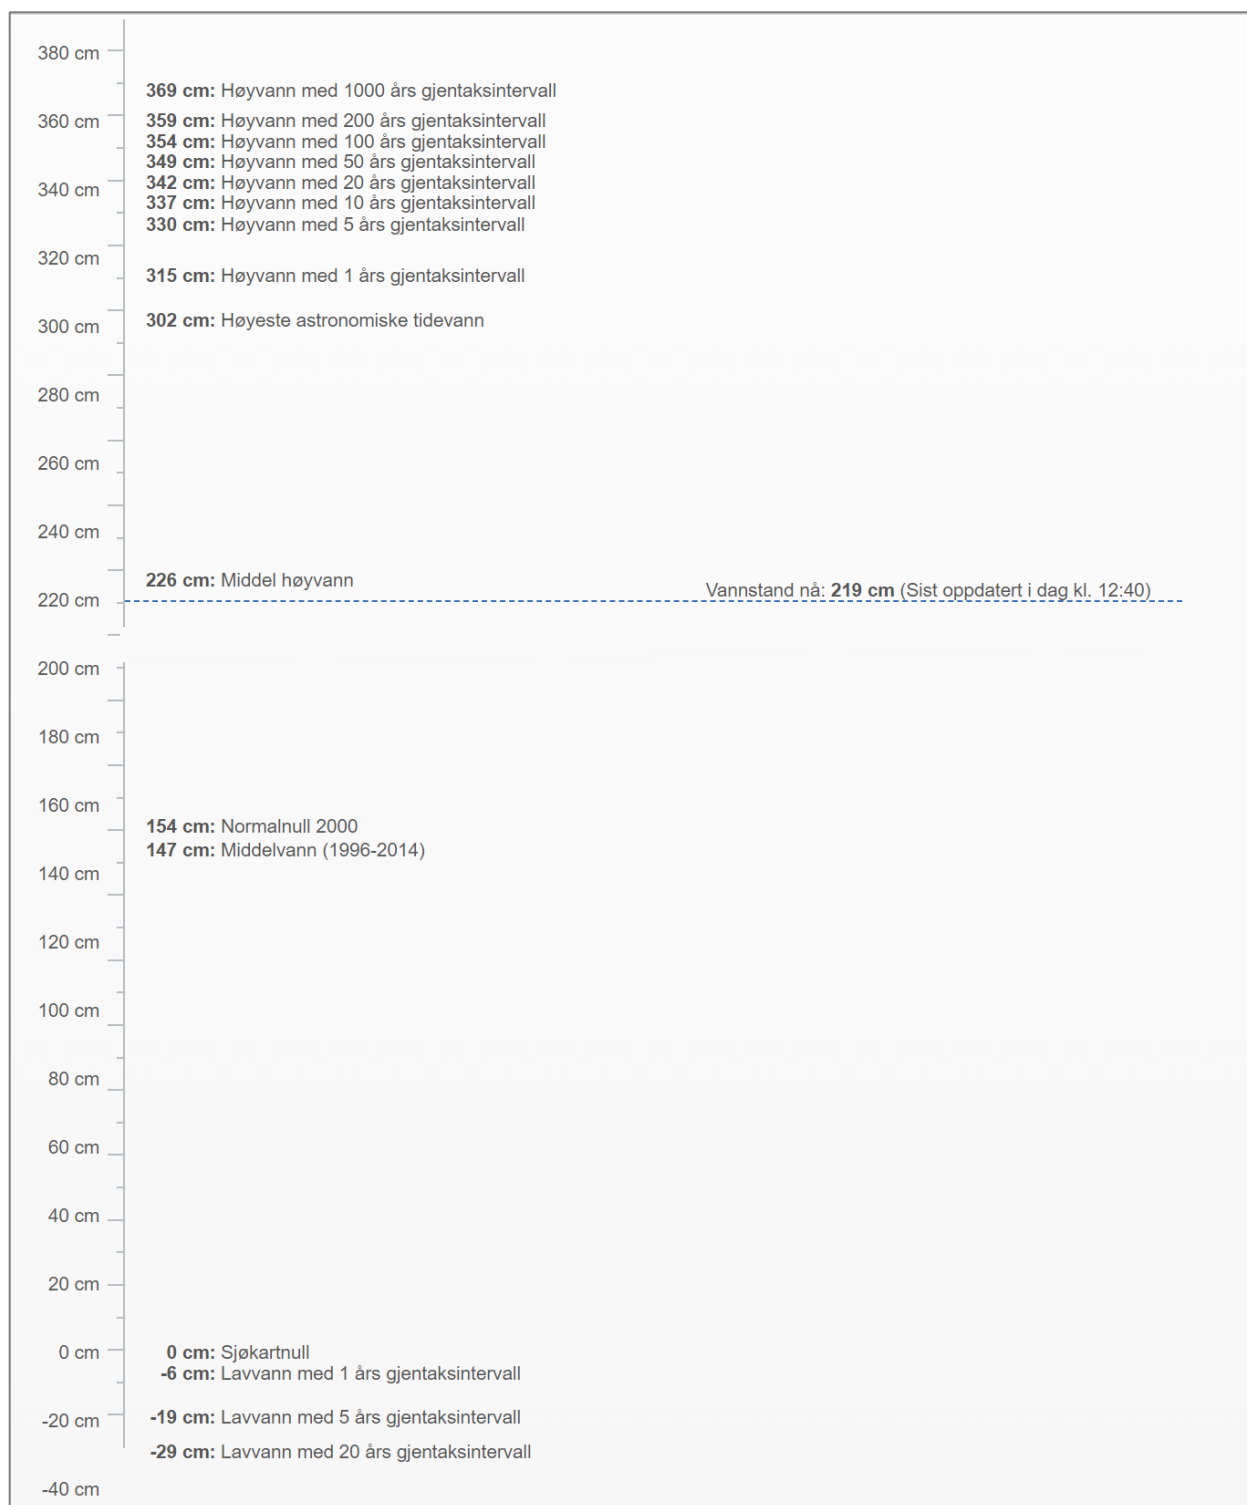 380 cm
369 cm: Høyvann med 1000 års gjentaksintervall
360 cm
359 cm: Høyvann med 200 års gjentaksintervall
354 cm: Høyvann med 100 års gjentaksintervall
349 cm: Høyvann med 50 års gjentaksintervall
342 cm: Høyvann med 20 års gjentaksintervall
340 cm
337 cm: Høyvann med 10 års gjentaksintervall
330 cm: Høyvann med 5 års gjentaksintervall
320 cm
315 cm: Høyvann med 1 års gjentaksintervall
302 cm: Høyeste astronomiske tidevann
300 cm
280 cm
260 cm
240 cm
226 cm: Middel høyvann
Vannstand nå: 219 cm (Sist oppdatert i dag kl. 12:40)
220 cm
200 cm
180 cm
160 cm
154 cm: Normalnull 2000
147 cm: Middelvann (1996-2014)
140 cm
120 cm
100 cm
80 cm
60 cm
40 cm
20 cm
0 cm
0 cm: Sjøkartnull
-6 cm: Lavvann med 1 års gjentaksintervall
-20 cm
-19 cm: Lavvann med 5 års gjentaksintervall
-29 cm: Lavvann med 20 års gjentaksintervall
-40 cm